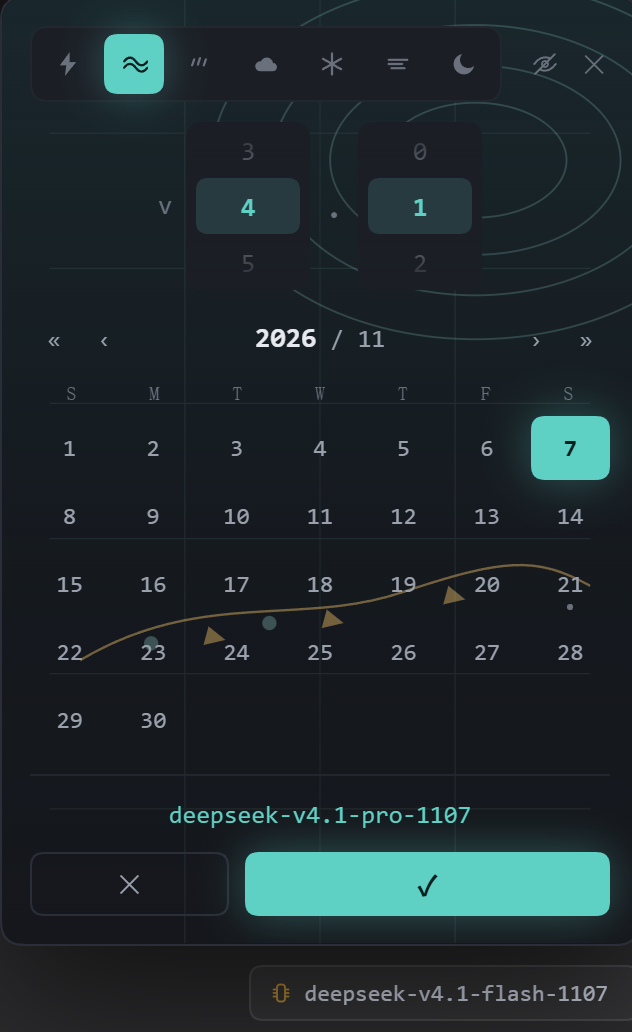 3 0
v 4 . 1
5 2
« ‹ 2026 / 11 › »
S M T W T F S
1 2 3 4 5 6 7
8 9 10 11 12 13 14
15 16 17 18 19 20 21
22 23 24 25 26 27 28
29 30
deepseek-v4.1-pro-1107
deepseek-v4.1-flash-1107